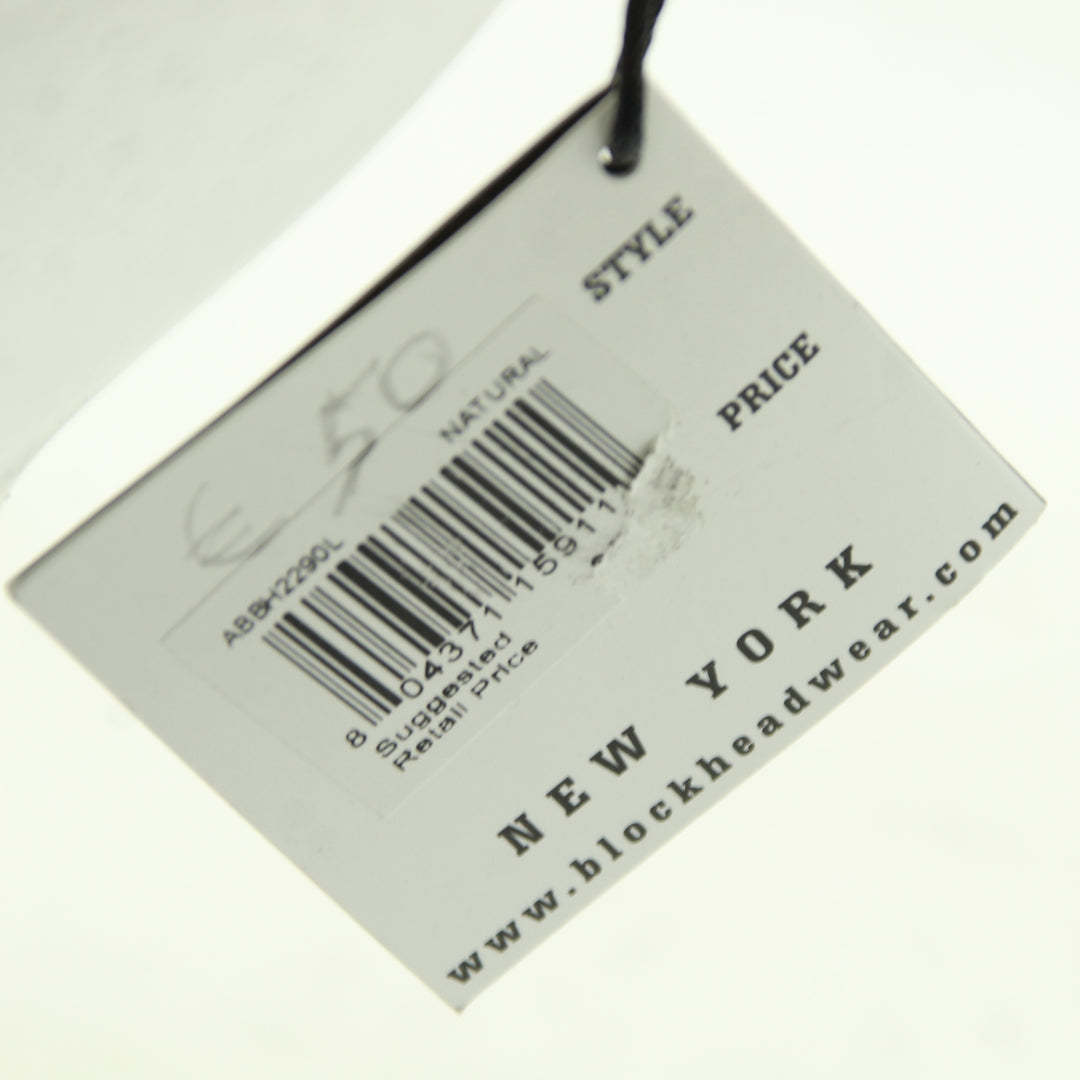 STYLE
PRICE
€ 50
ABBH2290L NATURAL
8 04371 15911
Suggested
Retail Price
NEW YORK
www.blockheadwear.com